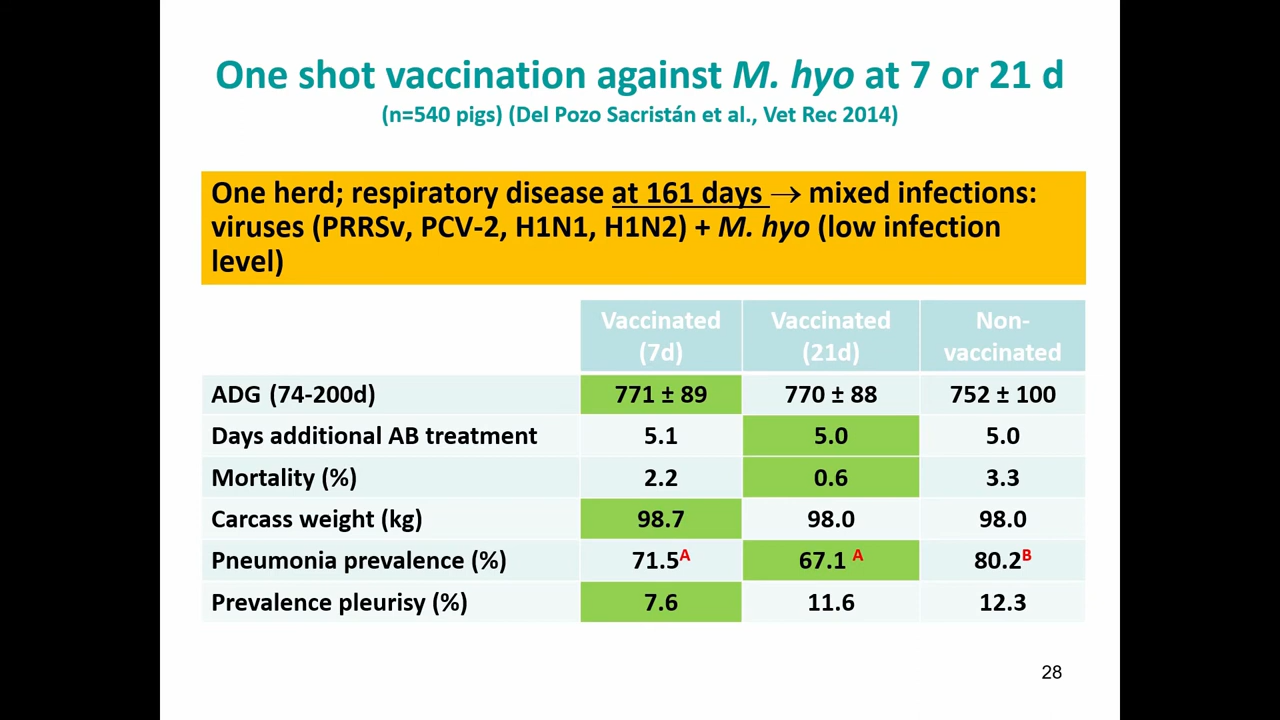 One shot vaccination against M. hyo at 7 or 21 d
(n=540 pigs) (Del Pozo Sacristán et al., Vet Rec 2014)
One herd; respiratory disease at 161 days → mixed infections:
viruses (PRRSv, PCV-2, H1N1, H1N2) + M. hyo (low infection
level)
Vaccinated (7d) Vaccinated (21d) Non-vaccinated
ADG (74-200d) 771 ± 89 770 ± 88 752 ± 100
Days additional AB treatment 5.1 5.0 5.0
Mortality (%) 2.2 0.6 3.3
Carcass weight (kg) 98.7 98.0 98.0
Pneumonia prevalence (%) 71.5A 67.1 A 80.2B
Prevalence pleurisy (%) 7.6 11.6 12.3
28